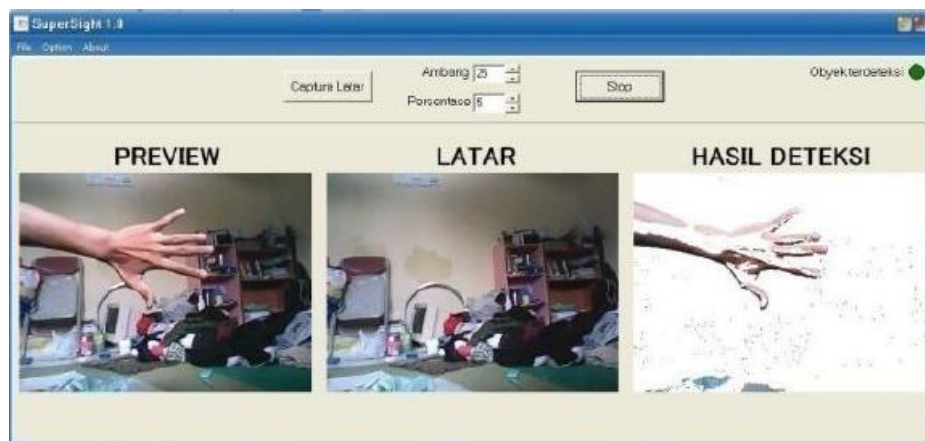 SuperSight 1.0
File Option About
Capture Latar
Ambang 25
Persentase 5
Stop
Obyek terdeteksi
PREVIEW
LATAR
HASIL DETEKSI